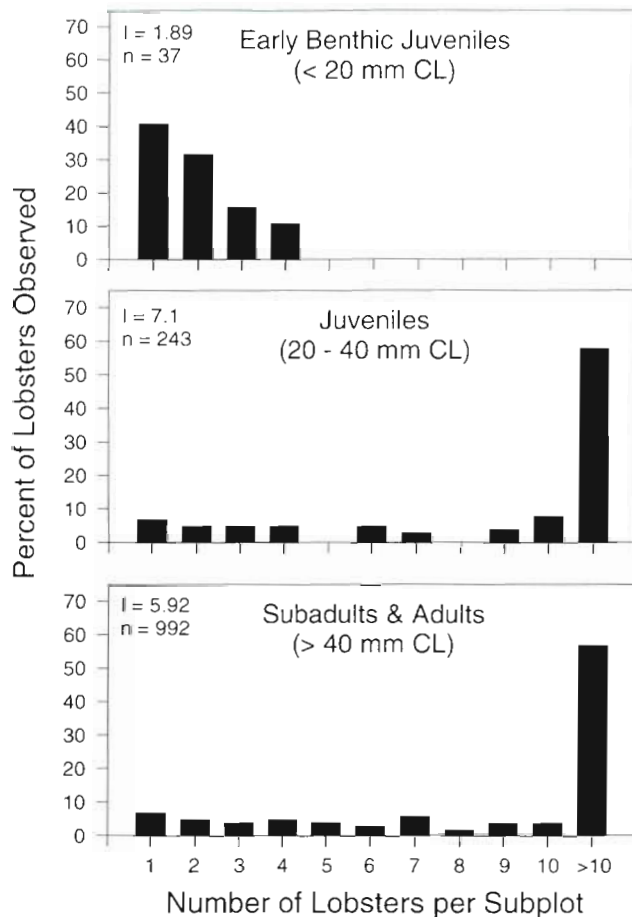 Percent of Lobsters Observed
I = 1.89
n = 37
Early Benthic Juveniles
(< 20 mm CL)
70
60
50
40
30
20
10
0
I = 7.1
n = 243
Juveniles
(20 - 40 mm CL)
70
60
50
40
30
20
10
0
I = 5.92
n = 992
Subadults & Adults
(> 40 mm CL)
70
60
50
40
30
20
10
0
1 2 3 4 5 6 7 8 9 10 >10
Number of Lobsters per Subplot